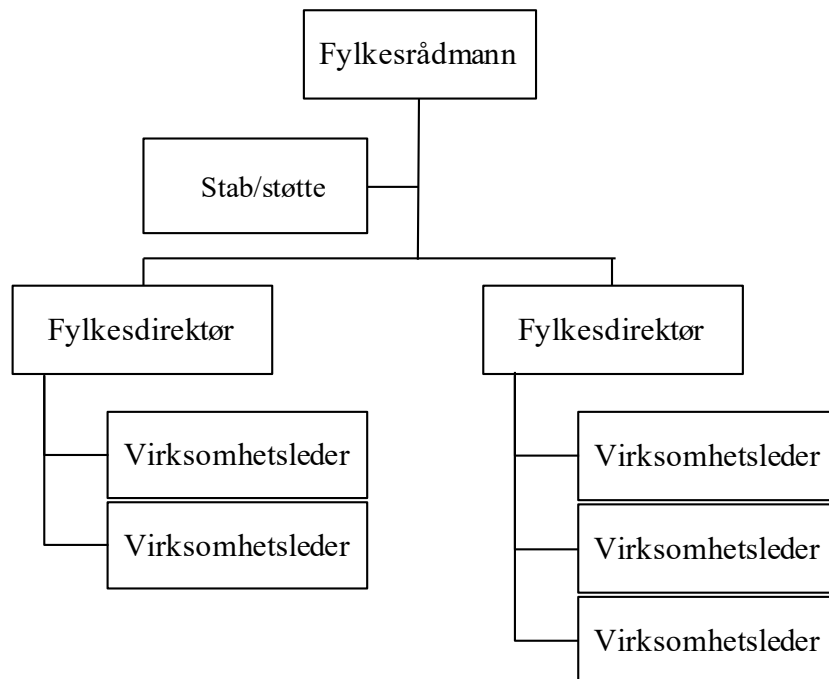 Fylkesrådmann
Stab/støtte
Fylkesdirektør
Fylkesdirektør
Virksomhetsleder
Virksomhetsleder
Virksomhetsleder
Virksomhetsleder
Virksomhetsleder